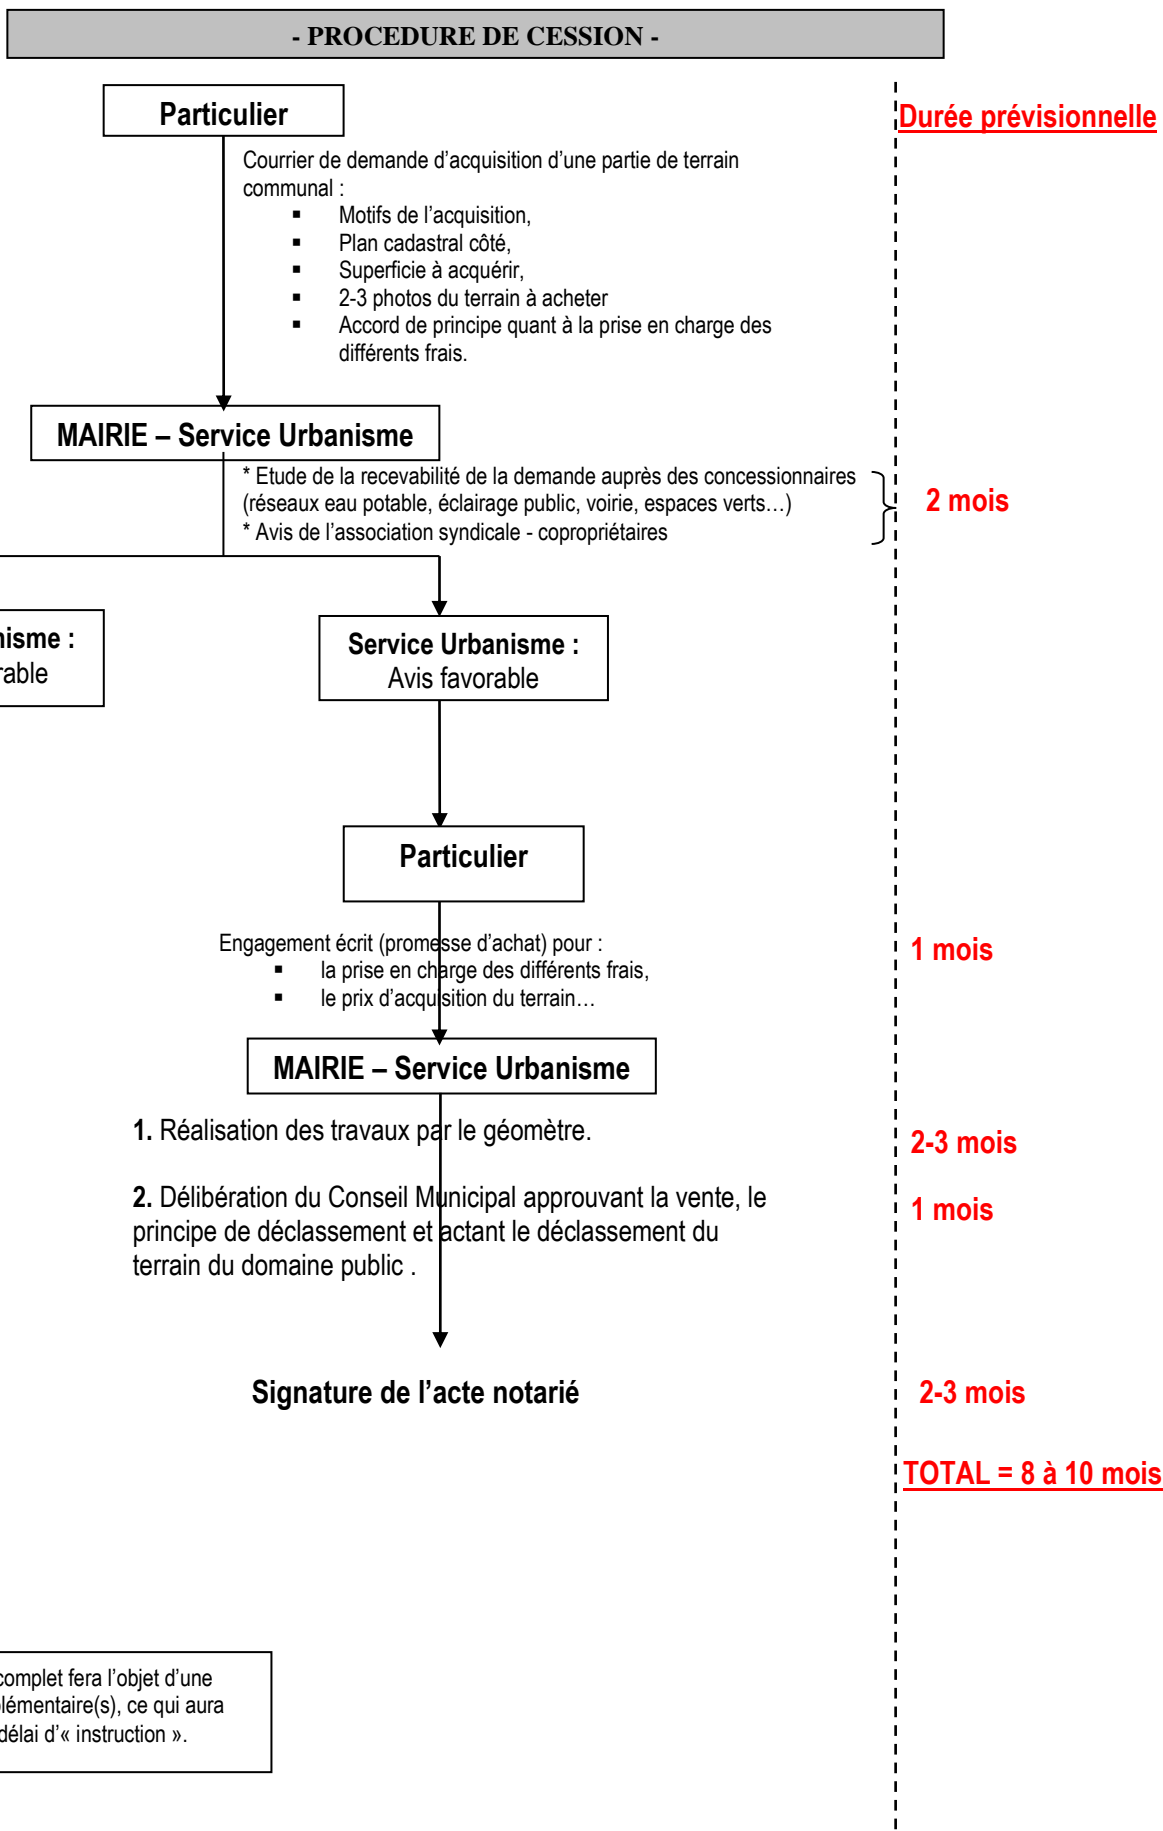 - PROCEDURE DE CESSION -
Particulier
Durée prévisionnelle
Courrier de demande d'acquisition d'une partie de terrain
communal :
▪ Motifs de l'acquisition,
▪ Plan cadastral côté,
▪ Superficie à acquérir,
▪ 2-3 photos du terrain à acheter
▪ Accord de principe quant à la prise en charge des
différents frais.
MAIRIE – Service Urbanisme
* Etude de la recevabilité de la demande auprès des concessionnaires
(réseaux eau potable, éclairage public, voirie, espaces verts…)
* Avis de l'association syndicale - copropriétaires
2 mois
nisme :
rable
Service Urbanisme :
Avis favorable
Particulier
Engagement écrit (promesse d'achat) pour :
▪ la prise en charge des différents frais,
▪ le prix d'acquisition du terrain…
1 mois
MAIRIE – Service Urbanisme
1. Réalisation des travaux par le géomètre.
2-3 mois
2. Délibération du Conseil Municipal approuvant la vente, le
principe de déclassement et actant le déclassement du
terrain du domaine public .
1 mois
Signature de l'acte notarié
2-3 mois
TOTAL = 8 à 10 mois
complet fera l'objet d'une
plémentaire(s), ce qui aura
délai d'« instruction ».